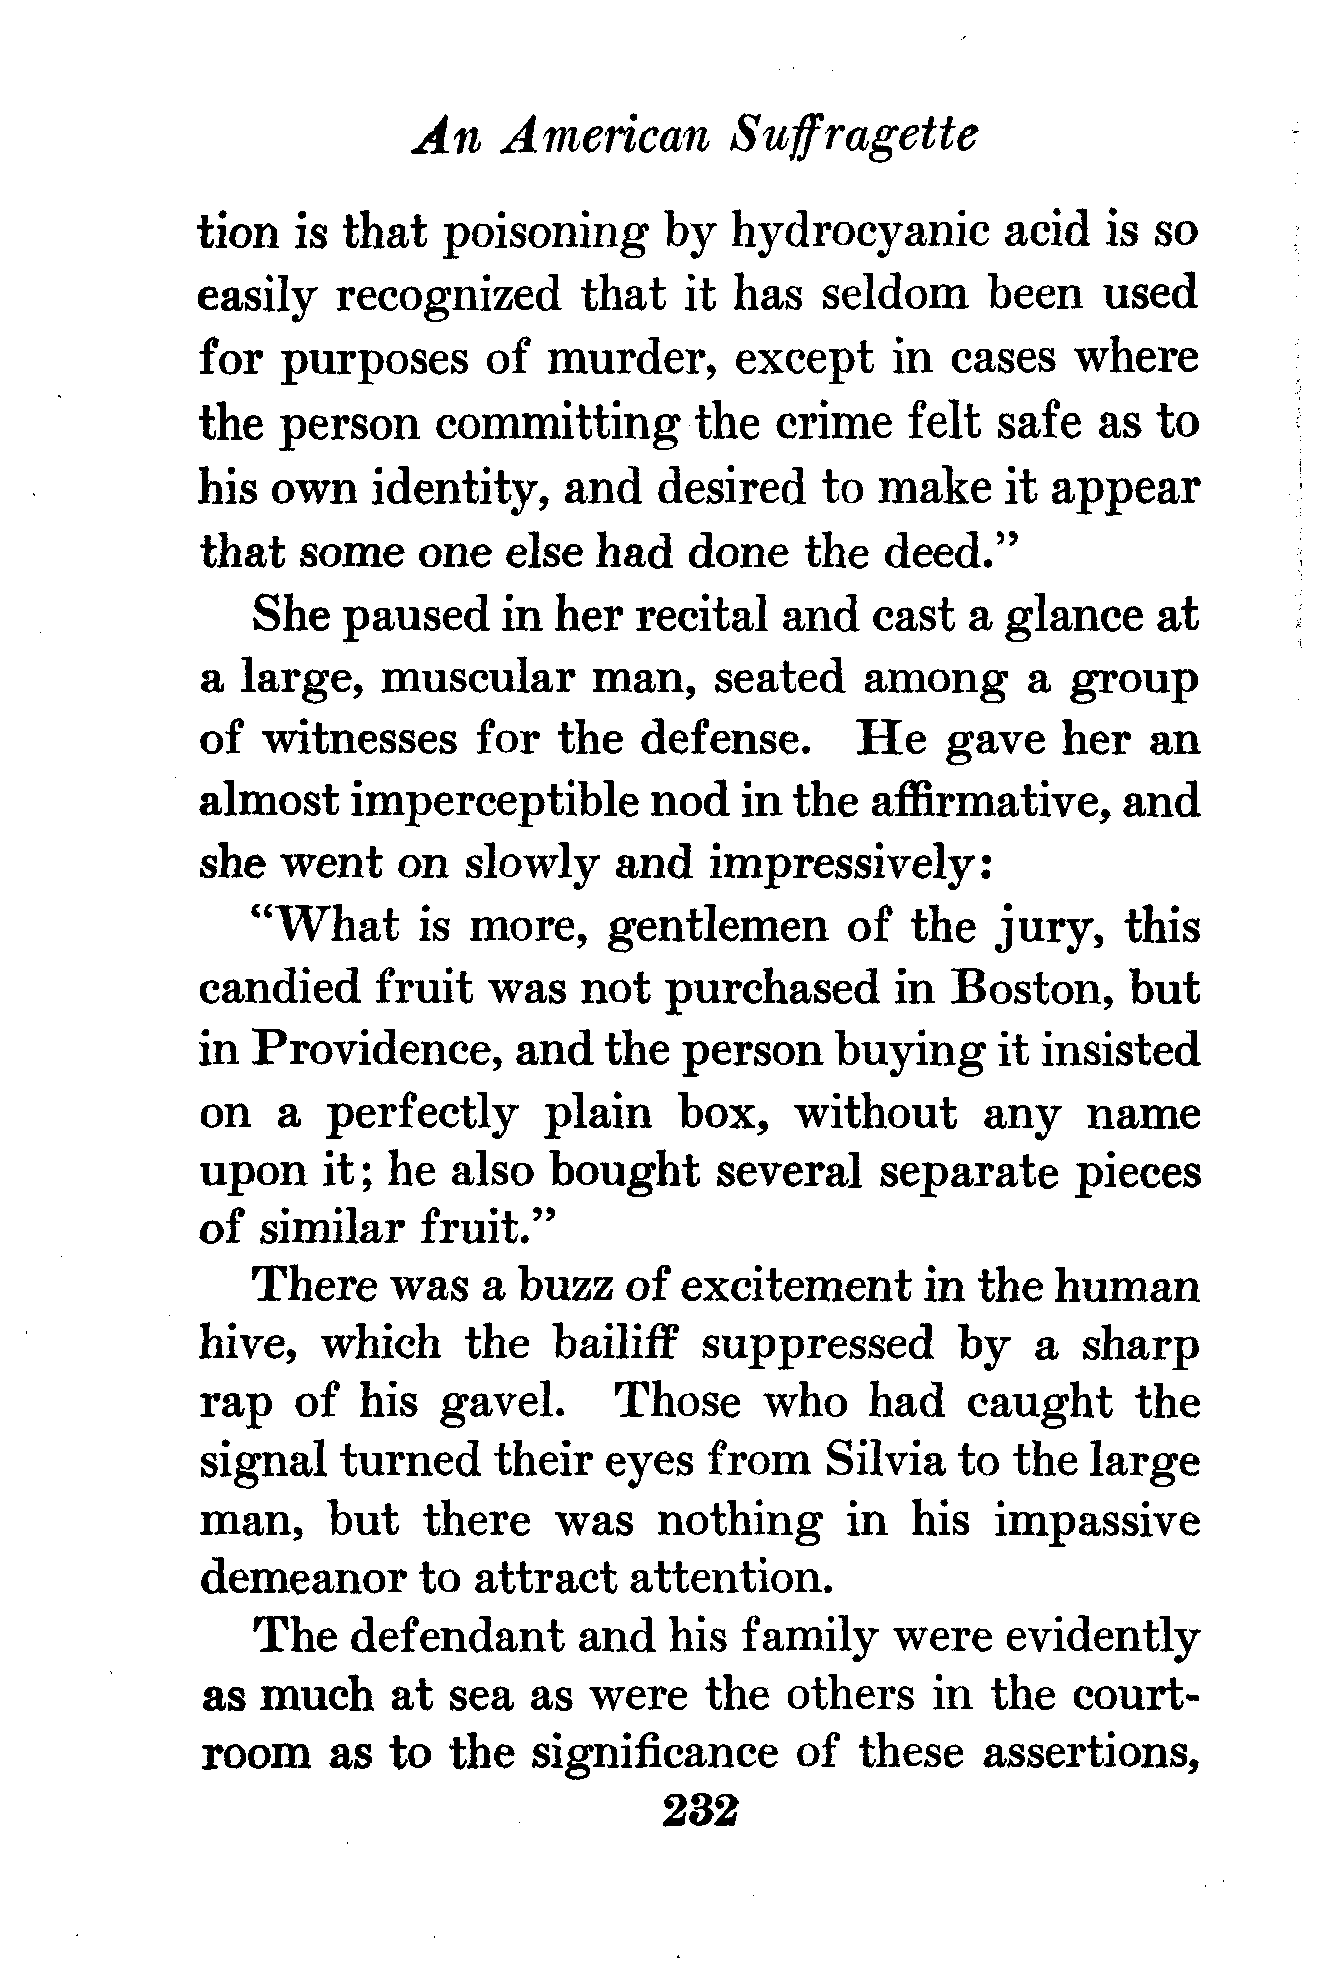 An American Suffragette
tion is that poisoning by hydrocyanic acid is so
easily recognized that it has seldom been used
for purposes of murder, except in cases where
the person committing the crime felt safe as to
his own identity, and desired to make it appear
that some one else had done the deed.”
She paused in her recital and cast a glance at
a large, muscular man, seated among a group
of witnesses for the defense. He gave her an
almost imperceptible nod in the affirmative, and
she went on slowly and impressively:
“What is more, gentlemen of the jury, this
candied fruit was not purchased in Boston, but
in Providence, and the person buying it insisted
on a perfectly plain box, without any name
upon it; he also bought several separate pieces
of similar fruit.”
There was a buzz of excitement in the human
hive, which the bailiff suppressed by a sharp
rap of his gavel. Those who had caught the
signal turned their eyes from Silvia to the large
man, but there was nothing in his impassive
demeanor to attract attention.
The defendant and his family were evidently
as much at sea as were the others in the court-
room as to the significance of these assertions,
232